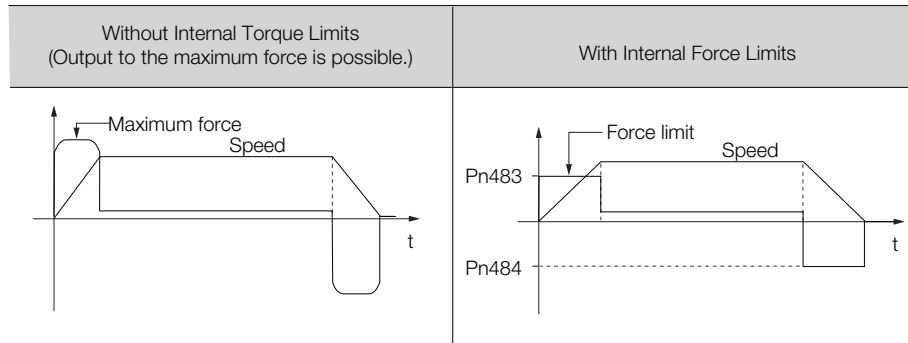 Without Internal Torque Limits
(Output to the maximum force is possible.)
With Internal Force Limits
Maximum force
Speed
t
Force limit
Speed
Pn483
Pn484
t